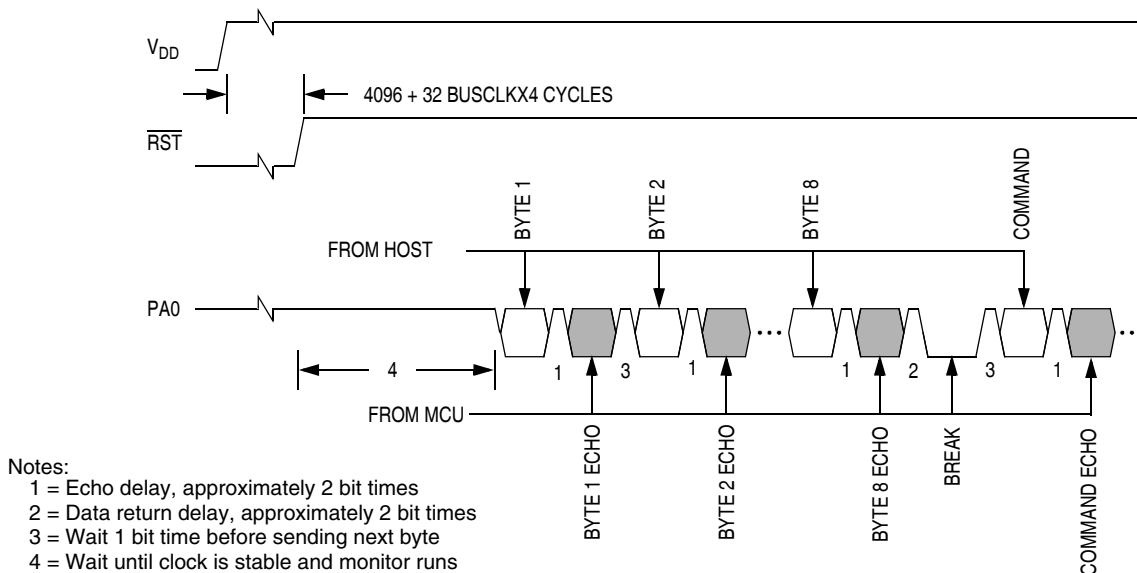 VDD
4096 + 32 BUSCLKX4 CYCLES
RST
BYTE 1
BYTE 2
BYTE 8
COMMAND
FROM HOST
PA0
1
3
1
1
2
3
1
4
FROM MCU
BYTE 1 ECHO
BYTE 2 ECHO
BYTE 8 ECHO
BREAK
COMMAND ECHO
Notes:
1 = Echo delay, approximately 2 bit times
2 = Data return delay, approximately 2 bit times
3 = Wait 1 bit time before sending next byte
4 = Wait until clock is stable and monitor runs